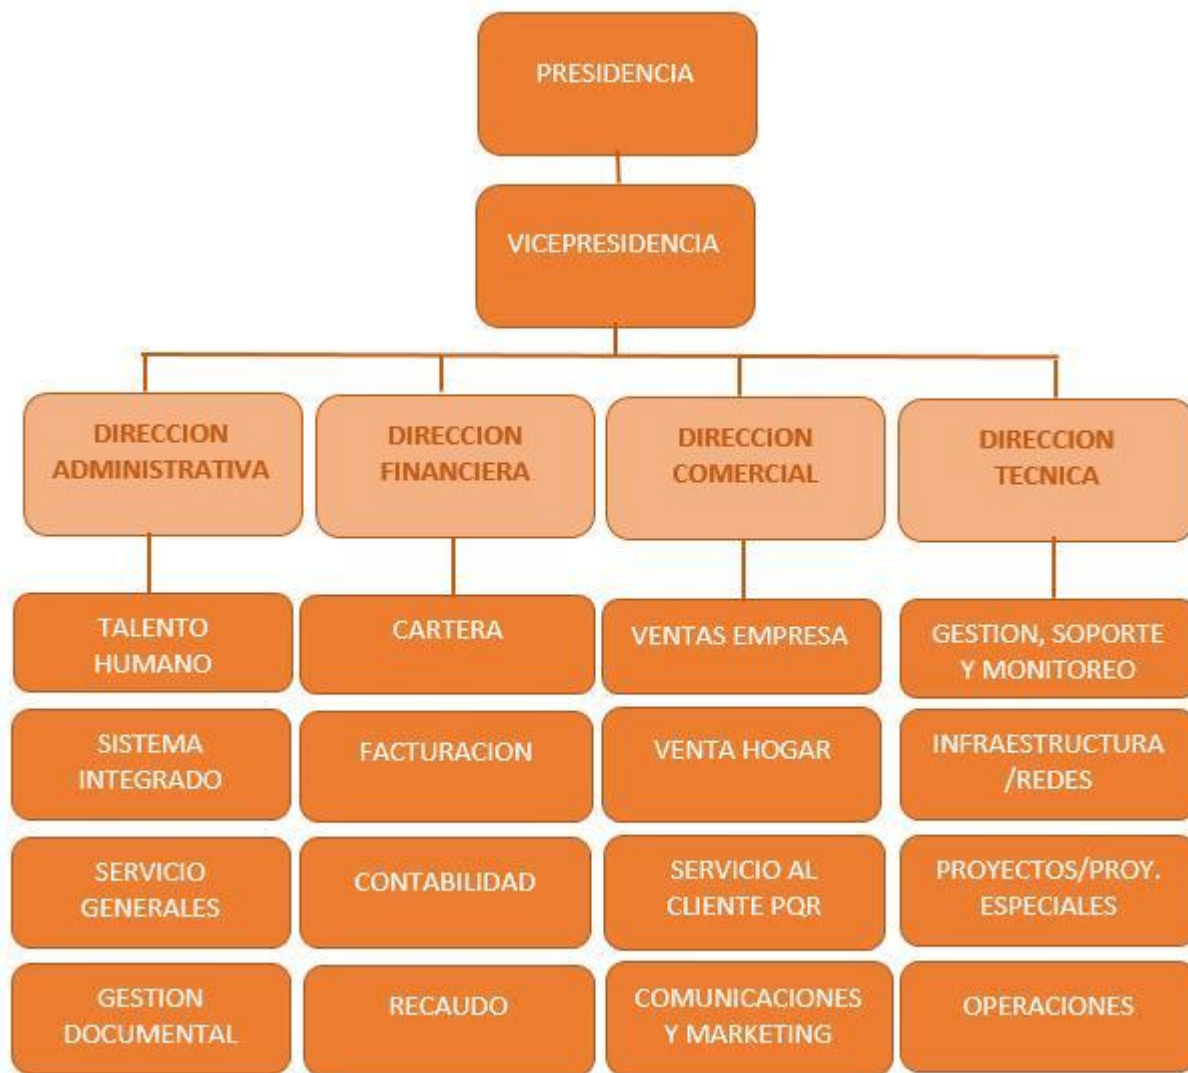 PRESIDENCIA
VICEPRESIDENCIA
DIRECCION
ADMINISTRATIVA
DIRECCION
FINANCIERA
DIRECCION
COMERCIAL
DIRECCION
TECNICA
TALENTO
HUMANO
CARTERA
VENTAS EMPRESA
GESTION, SOPORTE
Y MONITOREO
SISTEMA
INTEGRADO
FACTURACION
VENTA HOGAR
INFRAESTRUCTURA
/REDES
SERVICIO
GENERALES
CONTABILIDAD
SERVICIO AL
CLIENTE PQR
PROYECTOS/PROY.
ESPECIALES
GESTION
DOCUMENTAL
RECAUDO
COMUNICACIONES
Y MARKETING
OPERACIONES